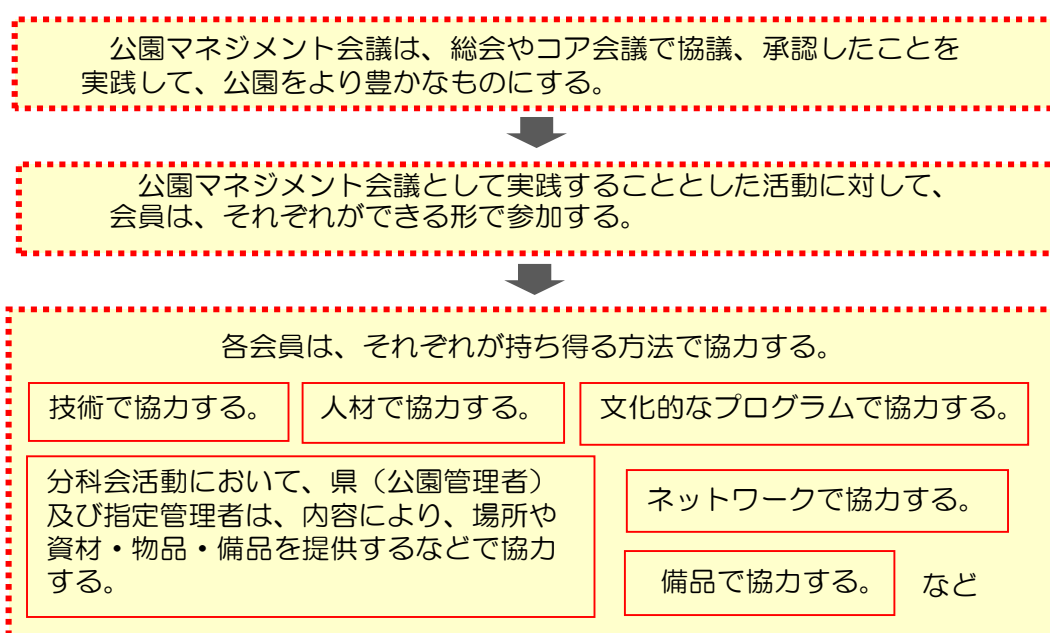 公園マネジメント会議は、総会やコア会議で協議、承認したことを
実践して、公園をより豊かなものにする。
公園マネジメント会議として実践することとした活動に対して、
会員は、それぞれができる形で参加する。
各会員は、それぞれが持ち得る方法で協力する。
技術で協力する。
人材で協力する。
文化的なプログラムで協力する。
分科会活動において、県（公園管理者）
及び指定管理者は、内容により、場所や
資材・物品・備品を提供するなどで協力
する。
ネットワークで協力する。
備品で協力する。
など